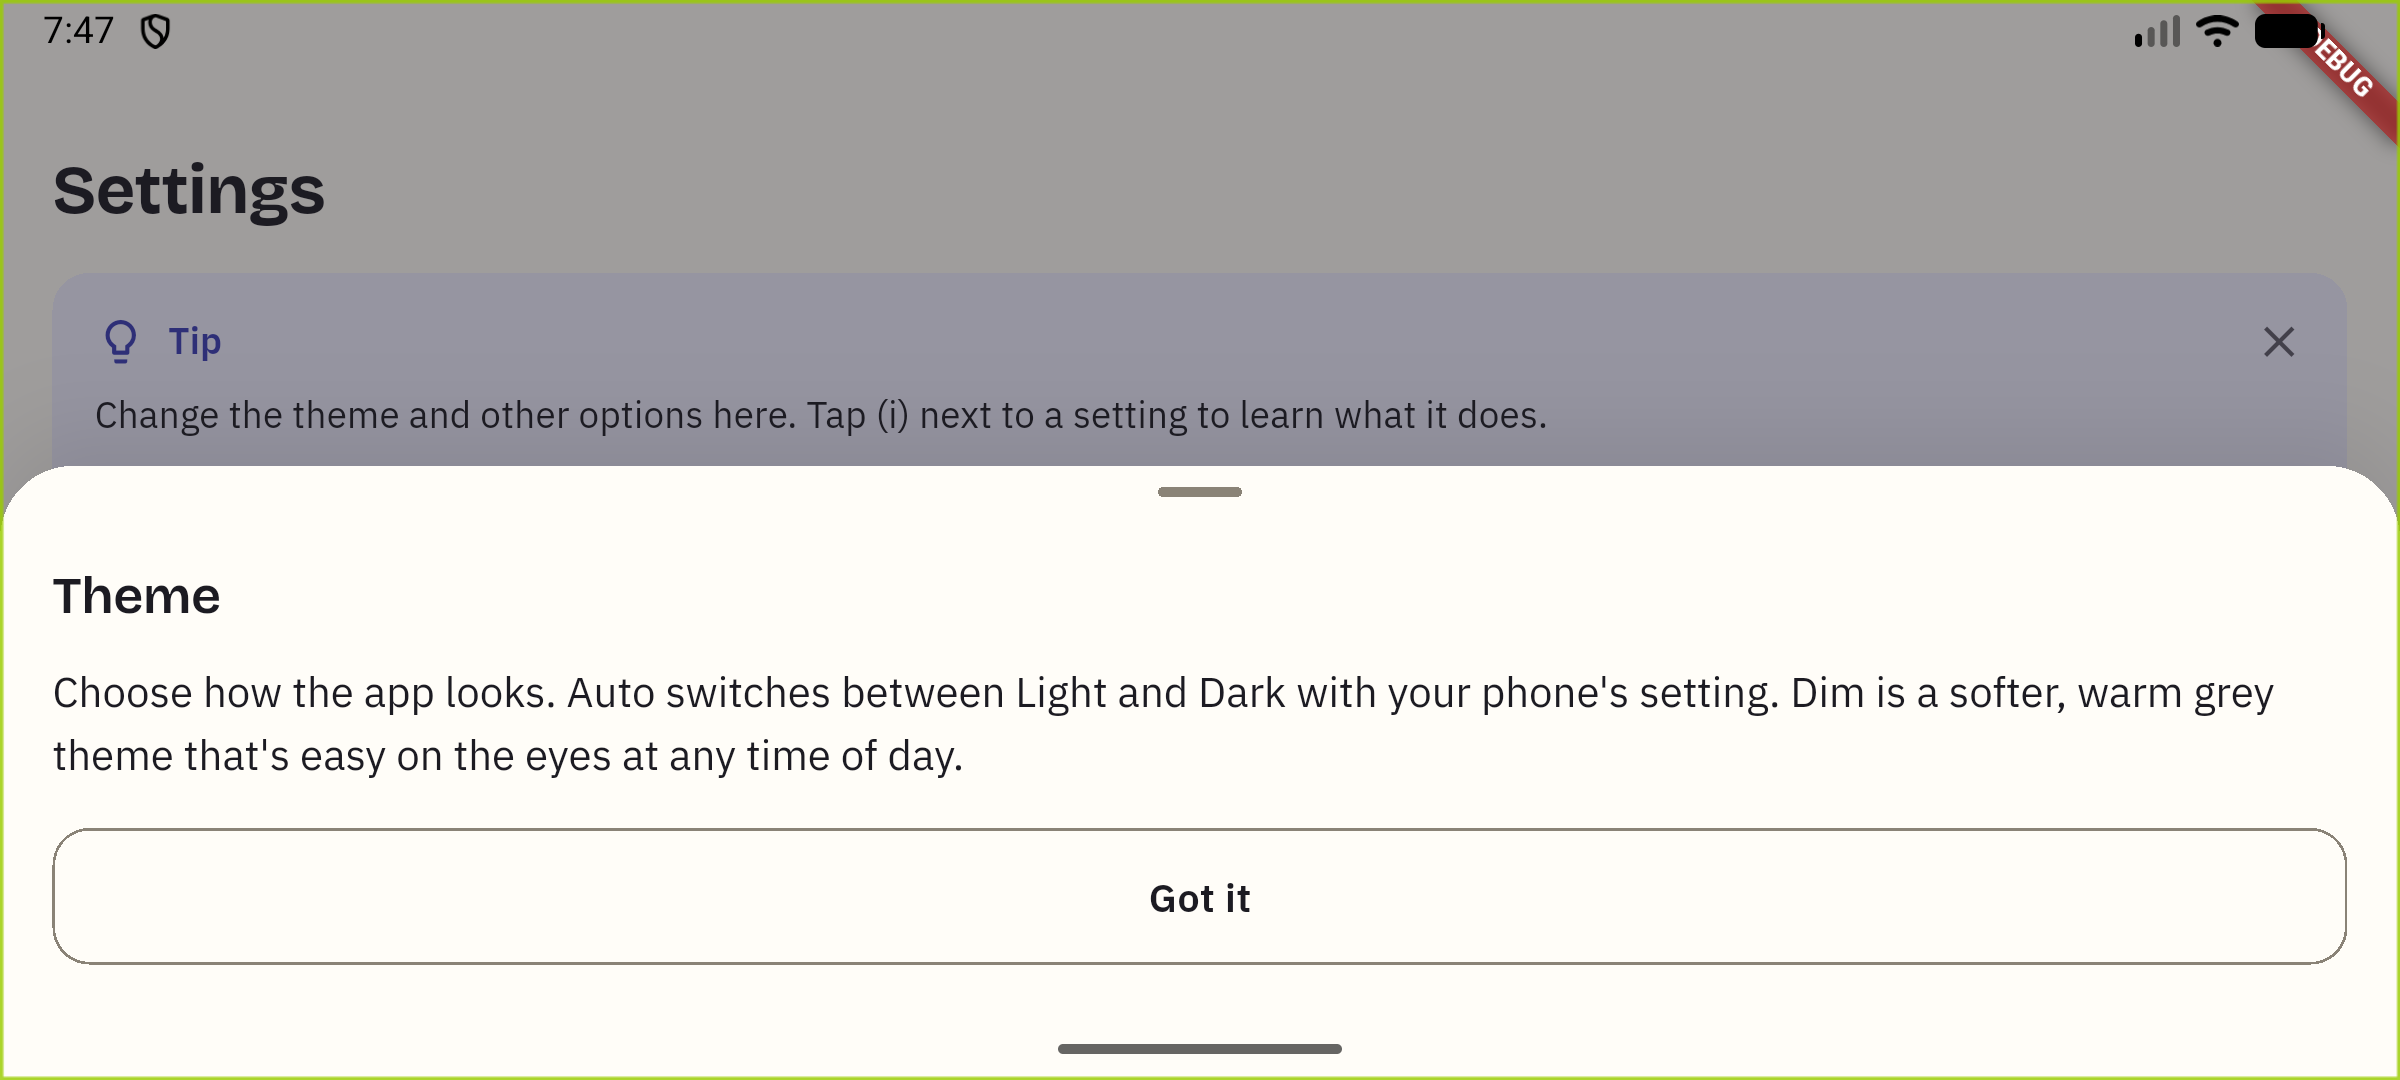 7:47
DEBUG
Settings
Tip
Change the theme and other options here. Tap (i) next to a setting to learn what it does.
Theme
Choose how the app looks. Auto switches between Light and Dark with your phone's setting. Dim is a softer, warm grey
theme that's easy on the eyes at any time of day.
Got it